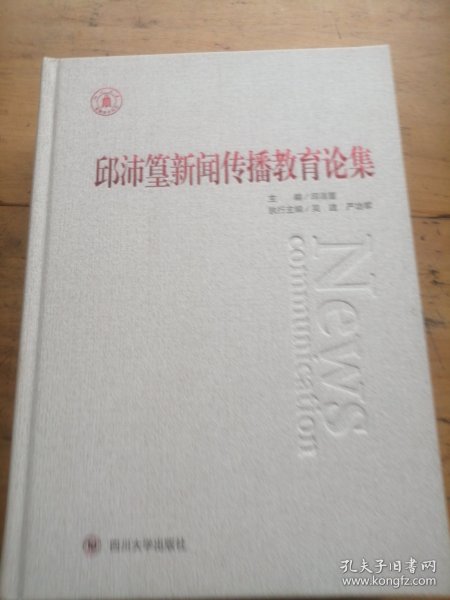 邱沛篁新闻传播教育论集
主 编/邱沛篁
执行主编/吴 建 严功军
News
communication
四川大学出版社
孔夫子旧书网
www.kongfz.com